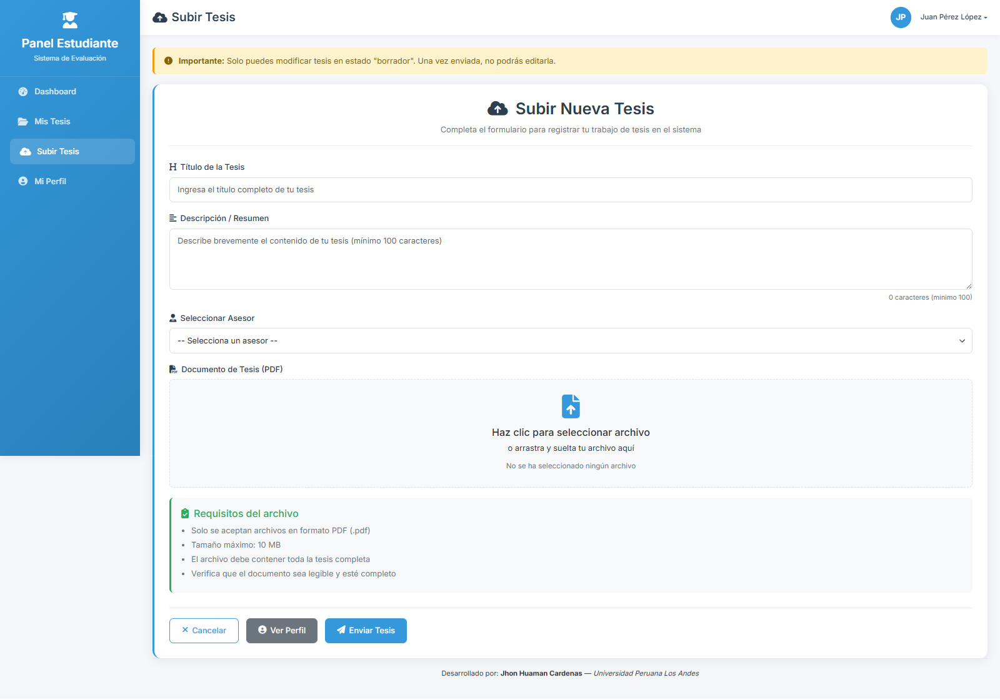 Panel Estudiante
Sistema de Evaluación
Dashboard
Mis Tesis
Subir Tesis
Mi Perfil
Subir Tesis
JP
Juan Pérez López
Importante: Solo puedes modificar tesis en estado "borrador". Una vez enviada, no podrás editarla.
Subir Nueva Tesis
Completa el formulario para registrar tu trabajo de tesis en el sistema
Título de la Tesis
Ingresa el título completo de tu tesis
Descripción / Resumen
Describe brevemente el contenido de tu tesis (mínimo 100 caracteres)
0 caracteres (mínimo 100)
Seleccionar Asesor
-- Selecciona un asesor --
Documento de Tesis (PDF)
Haz clic para seleccionar archivo
o arrastra y suelta tu archivo aquí
No se ha seleccionado ningún archivo
Requisitos del archivo
• Solo se aceptan archivos en formato PDF (.pdf)
• Tamaño máximo: 10 MB
• El archivo debe contener toda la tesis completa
• Verifica que el documento sea legible y esté completo
Cancelar
Ver Perfil
Enviar Tesis
Desarrollado por: Jhon Huaman Cardenas — Universidad Peruana Los Andes